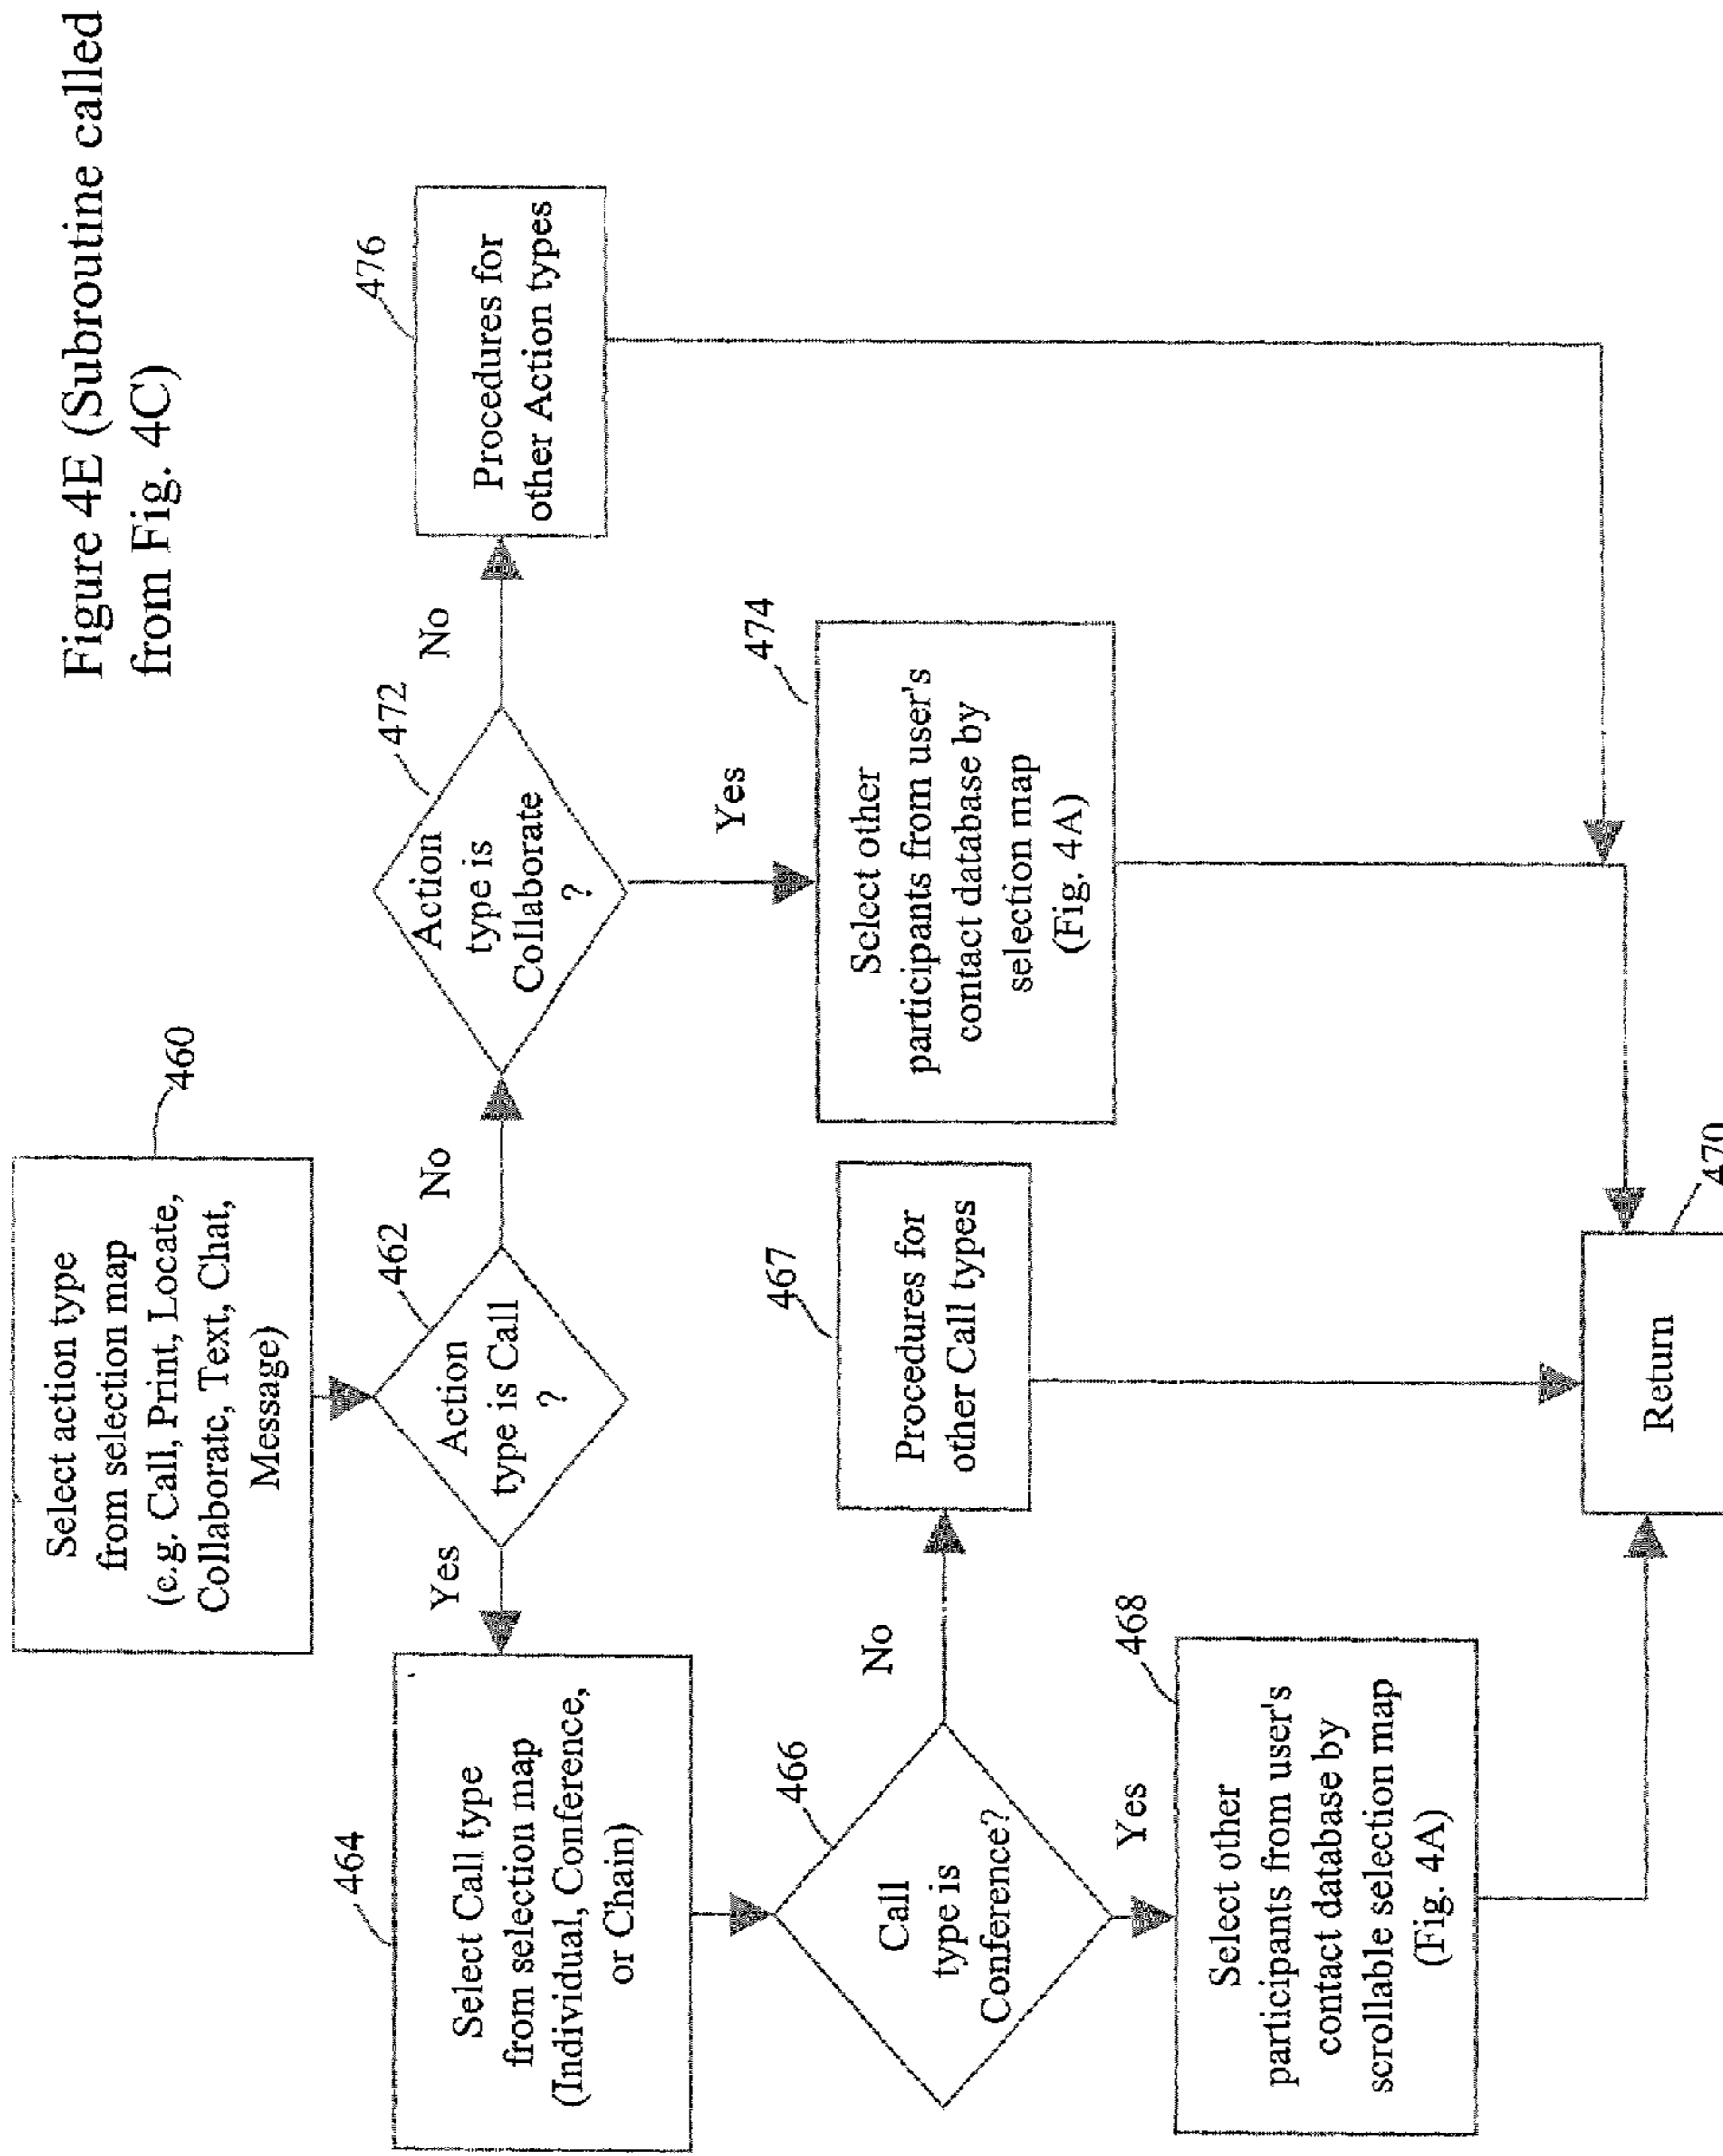 Figure 4E (Subroutine called
from Fig. 4C)
460
Select action type
from selection map
(e.g. Call, Print, Locate,
Collaborate, Text, Chat,
Message)
462
Action
type is Call
?
Yes
No
472
Action
type is
Collaborate
?
No
Yes
476
Procedures for
other Action types
464
Select Call type
from selection map
(Individual, Conference,
or Chain)
466
Call
type is
Conference?
No
Yes
467
Procedures for
other Call types
474
Select other
participants from user's
contact database by
selection map
(Fig. 4A)
468
Select other
participants from user's
contact database by
scrollable selection map
(Fig. 4A)
470
Return